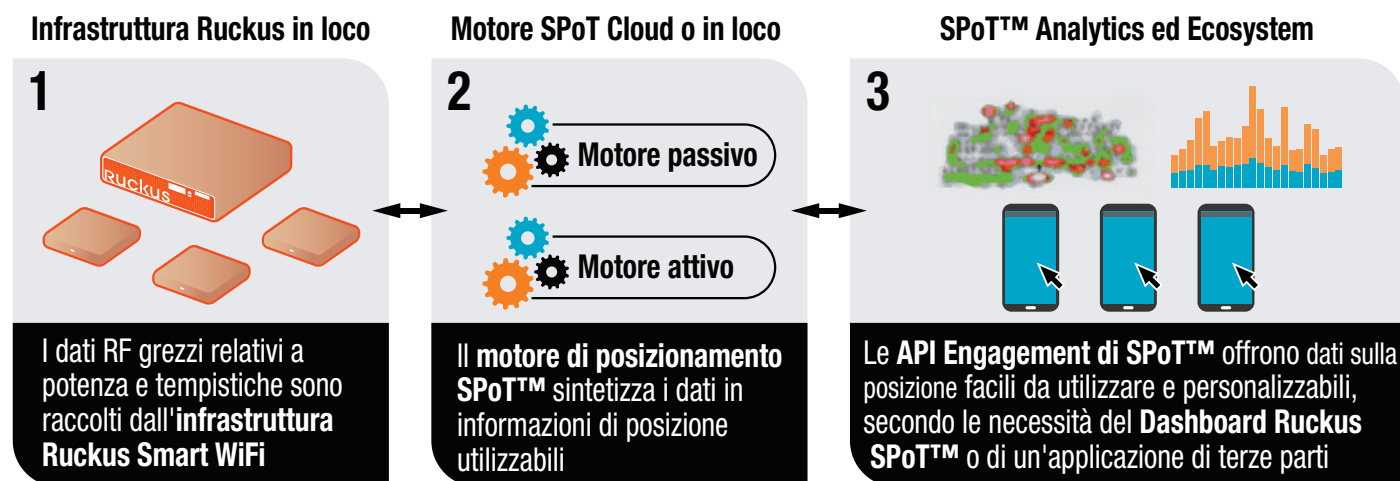 Infrastruttura Ruckus in loco
1
Ruckus
I dati RF grezzi relativi a
potenza e tempistiche sono
raccolti dall'infrastruttura
Ruckus Smart WiFi
Motore SPoT Cloud o in loco
2
Motore passivo
Motore attivo
Il motore di posizionamento
SPoT™ sintetizza i dati in
informazioni di posizione
utilizzabili
SPoT™ Analytics ed Ecosystem
3
Le API Engagement di SPoT™ offrono dati sulla
posizione facili da utilizzare e personalizzabili,
secondo le necessità del Dashboard Ruckus
SPoT™ o di un'applicazione di terze parti